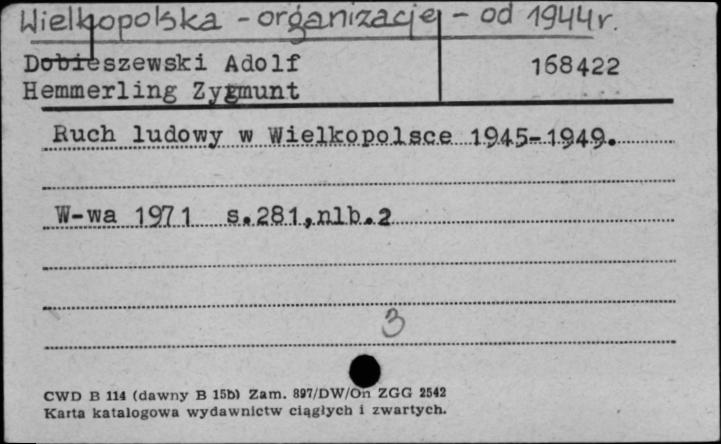 Wielkopolska - organizacje - od 1944r.
Dobieszewski Adolf 168422
Hemmerling Zygmunt
Ruch ludowy w Wielkopolsce 1945-1949.
W-wa 1971 s.281,nlb.2
3
CWD B 114 (dawny B 15b) Zam. 897/DW/On ZGG 2542
Karta katalogowa wydawnictw ciągłych i zwartych.